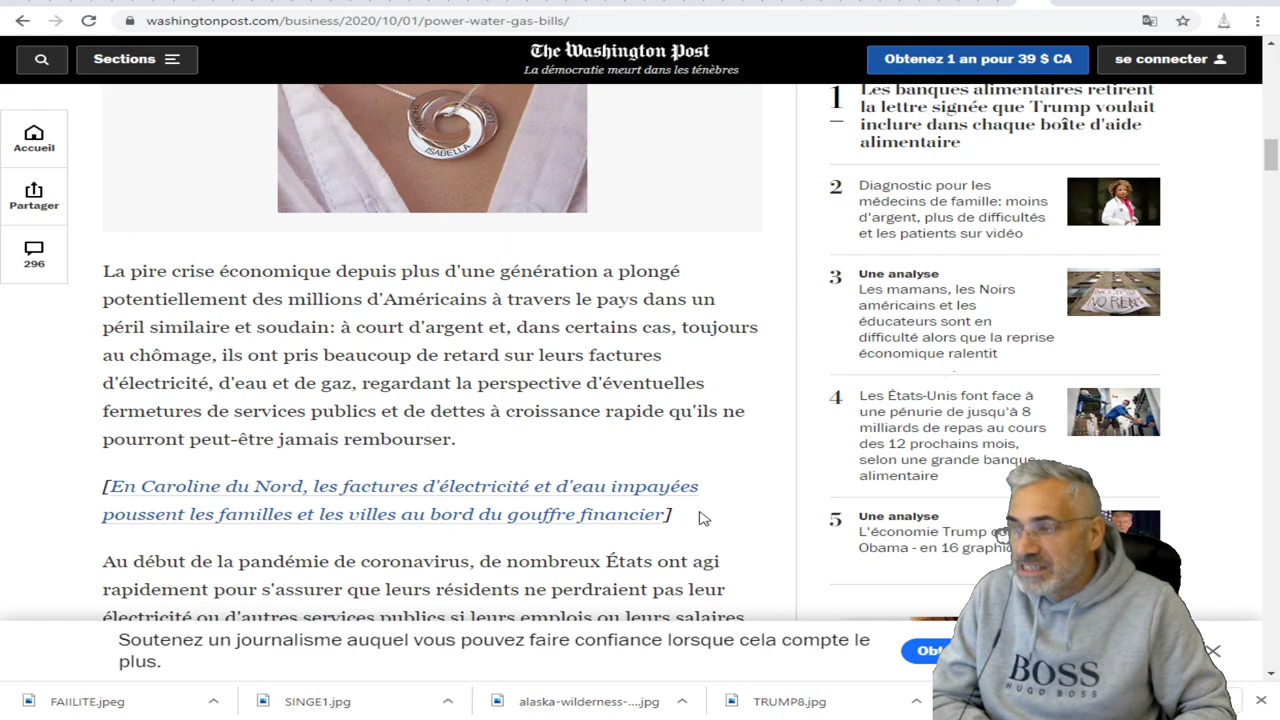 washingtonpost.com/business/2020/10/01/power-water-gas-bills/
Sections
The Washington Post
La démocratie meurt dans les ténèbres
Obtenez 1 an pour 39 $ CA
se connecter
Accueil
Partager
296
ISABELLA
La pire crise économique depuis plus d'une génération a plongé
potentiellement des millions d'Américains à travers le pays dans un
péril similaire et soudain: à court d'argent et, dans certains cas, toujours
au chômage, ils ont pris beaucoup de retard sur leurs factures
d'électricité, d'eau et de gaz, regardant la perspective d'éventuelles
fermetures de services publics et de dettes à croissance rapide qu'ils ne
pourront peut-être jamais rembourser.
[En Caroline du Nord, les factures d'électricité et d'eau impayées
poussent les familles et les villes au bord du gouffre financier]
Au début de la pandémie de coronavirus, de nombreux États ont agi
rapidement pour s'assurer que leurs résidents ne perdraient pas leur
électricité ou d'autres services publics si leurs emplois ou leurs salaires
1
Les banques alimentaires retirent
la lettre signée que Trump voulait
inclure dans chaque boîte d'aide
alimentaire
2
Diagnostic pour les
médecins de famille: moins
d'argent, plus de difficultés
et les patients sur vidéo
3
Une analyse
Les mamans, les Noirs
américains et les
éducateurs sont en
difficulté alors que la reprise
économique ralentit
NO RENT
4
Les États-Unis font face à
une pénurie de jusqu'à 8
milliards de repas au cours
des 12 prochains mois,
selon une grande banque
alimentaire
5
Une analyse
L'économie Trump
Obama - en 16
Soutenez un journalisme auquel vous pouvez faire confiance lorsque cela compte le
plus.
FAIILITE.jpeg
SINGE1.jpg
alaska-wilderness-....jpg
TRUMP8.jpg
BOSS
HUGO BOSS